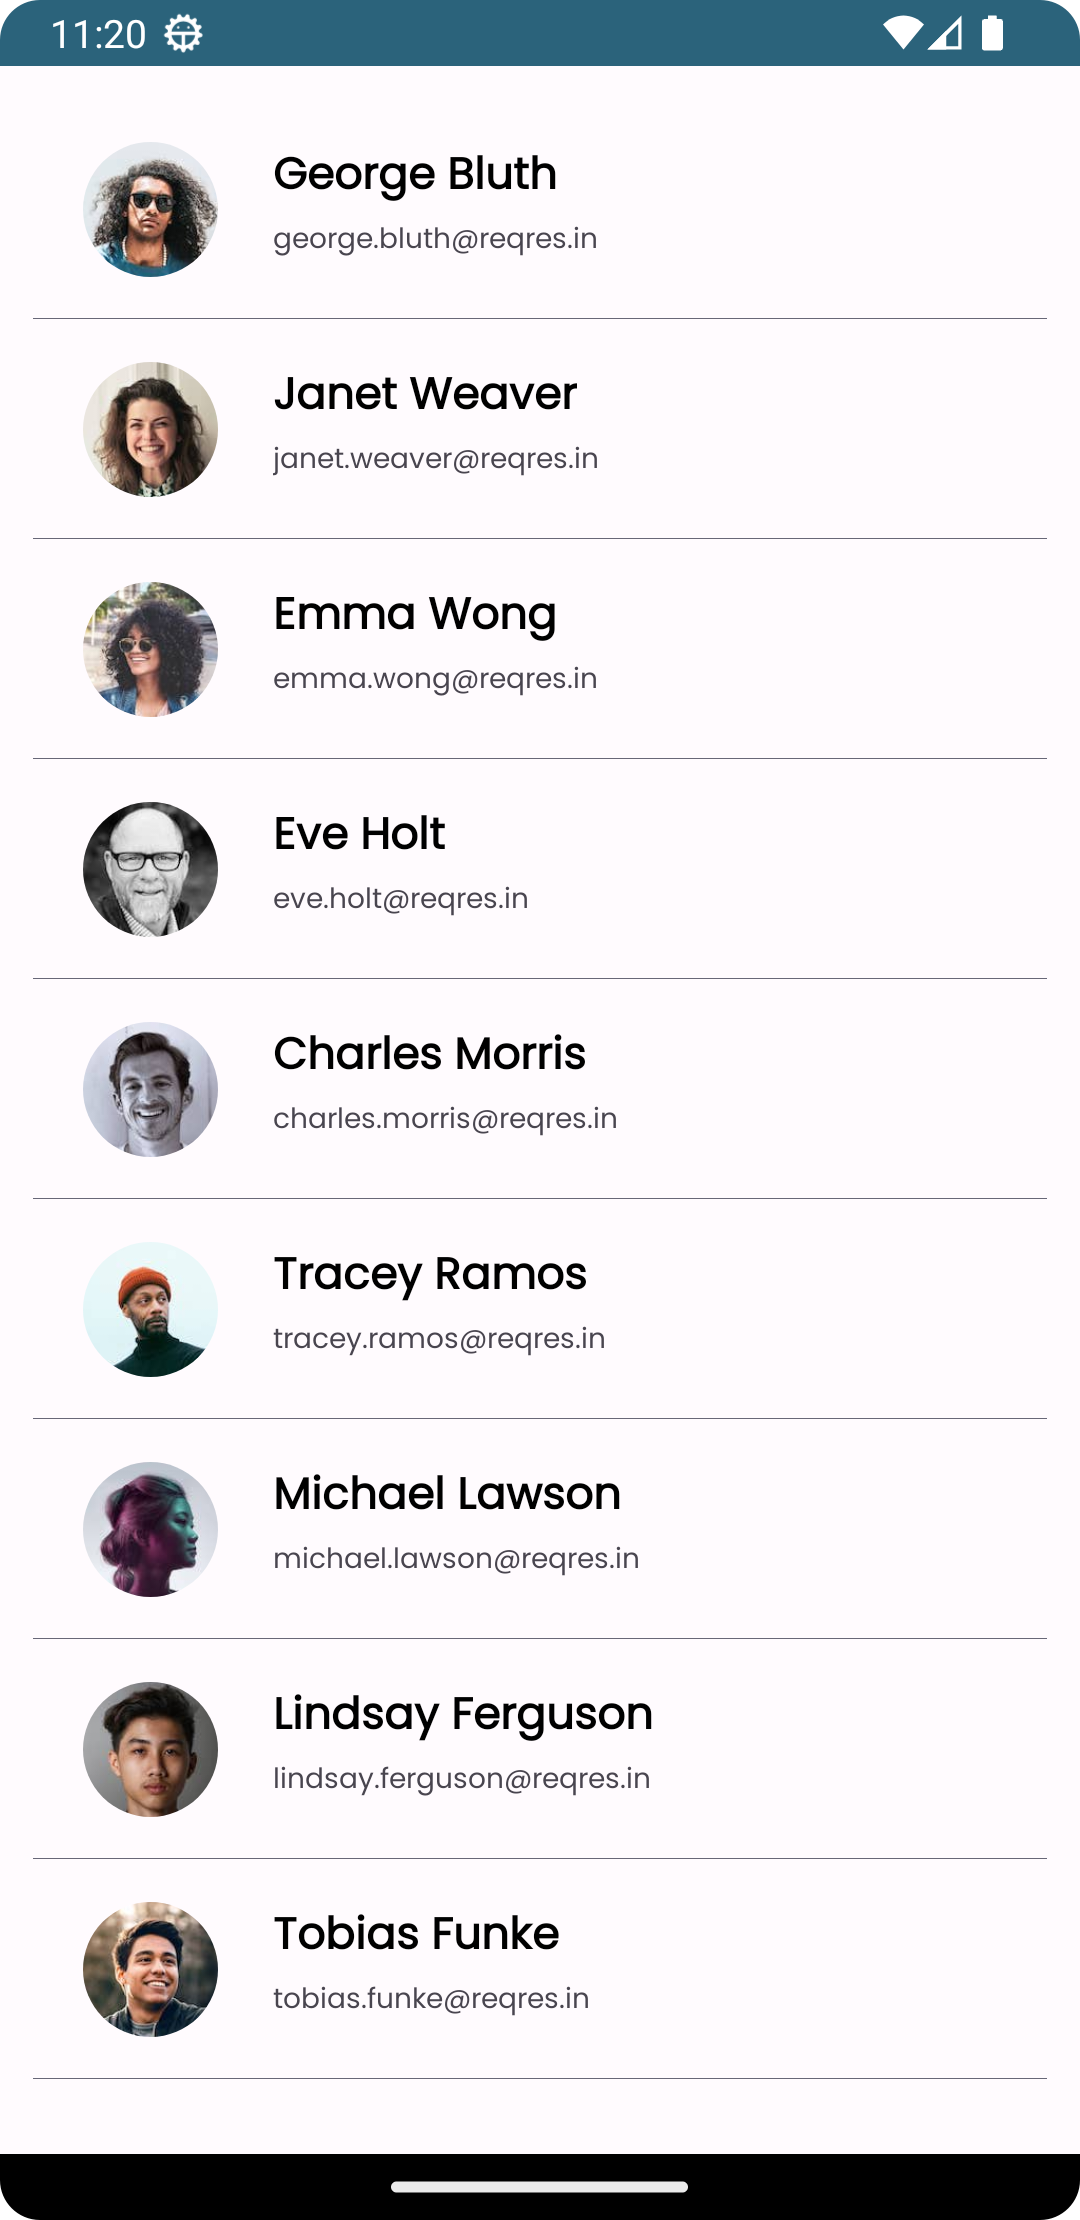 11:20
George Bluth
george.bluth@reqres.in
Janet Weaver
janet.weaver@reqres.in
Emma Wong
emma.wong@reqres.in
Eve Holt
eve.holt@reqres.in
Charles Morris
charles.morris@reqres.in
Tracey Ramos
tracey.ramos@reqres.in
Michael Lawson
michael.lawson@reqres.in
Lindsay Ferguson
lindsay.ferguson@reqres.in
Tobias Funke
tobias.funke@reqres.in